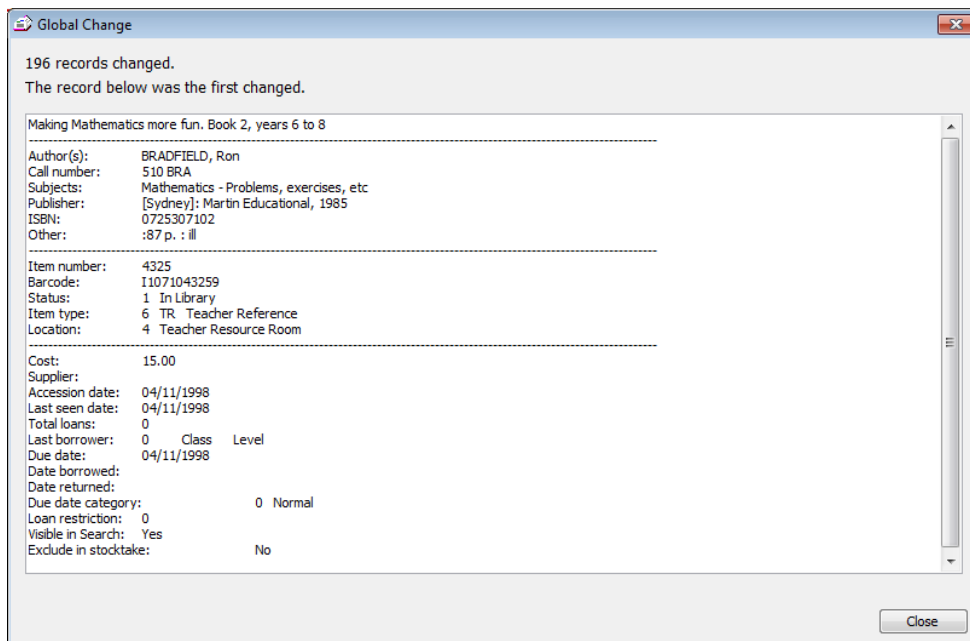 Global Change
196 records changed.
The record below was the first changed.
Making Mathematics more fun. Book 2, years 6 to 8
Author(s): BRADFIELD, Ron
Call number: 510 BRA
Subjects: Mathematics - Problems, exercises, etc
Publisher: [Sydney]: Martin Educational, 1985
ISBN: 0725307102
Other: :87 p. : ill
Item number: 4325
Barcode: I1071043259
Status: 1 In Library
Item type: 6 TR Teacher Reference
Location: 4 Teacher Resource Room
Cost: 15.00
Supplier:
Accession date: 04/11/1998
Last seen date: 04/11/1998
Total loans: 0
Last borrower: 0 Class Level
Due date: 04/11/1998
Date borrowed:
Date returned:
Due date category: 0 Normal
Loan restriction: 0
Visible in Search: Yes
Exclude in stocktake: No
Close